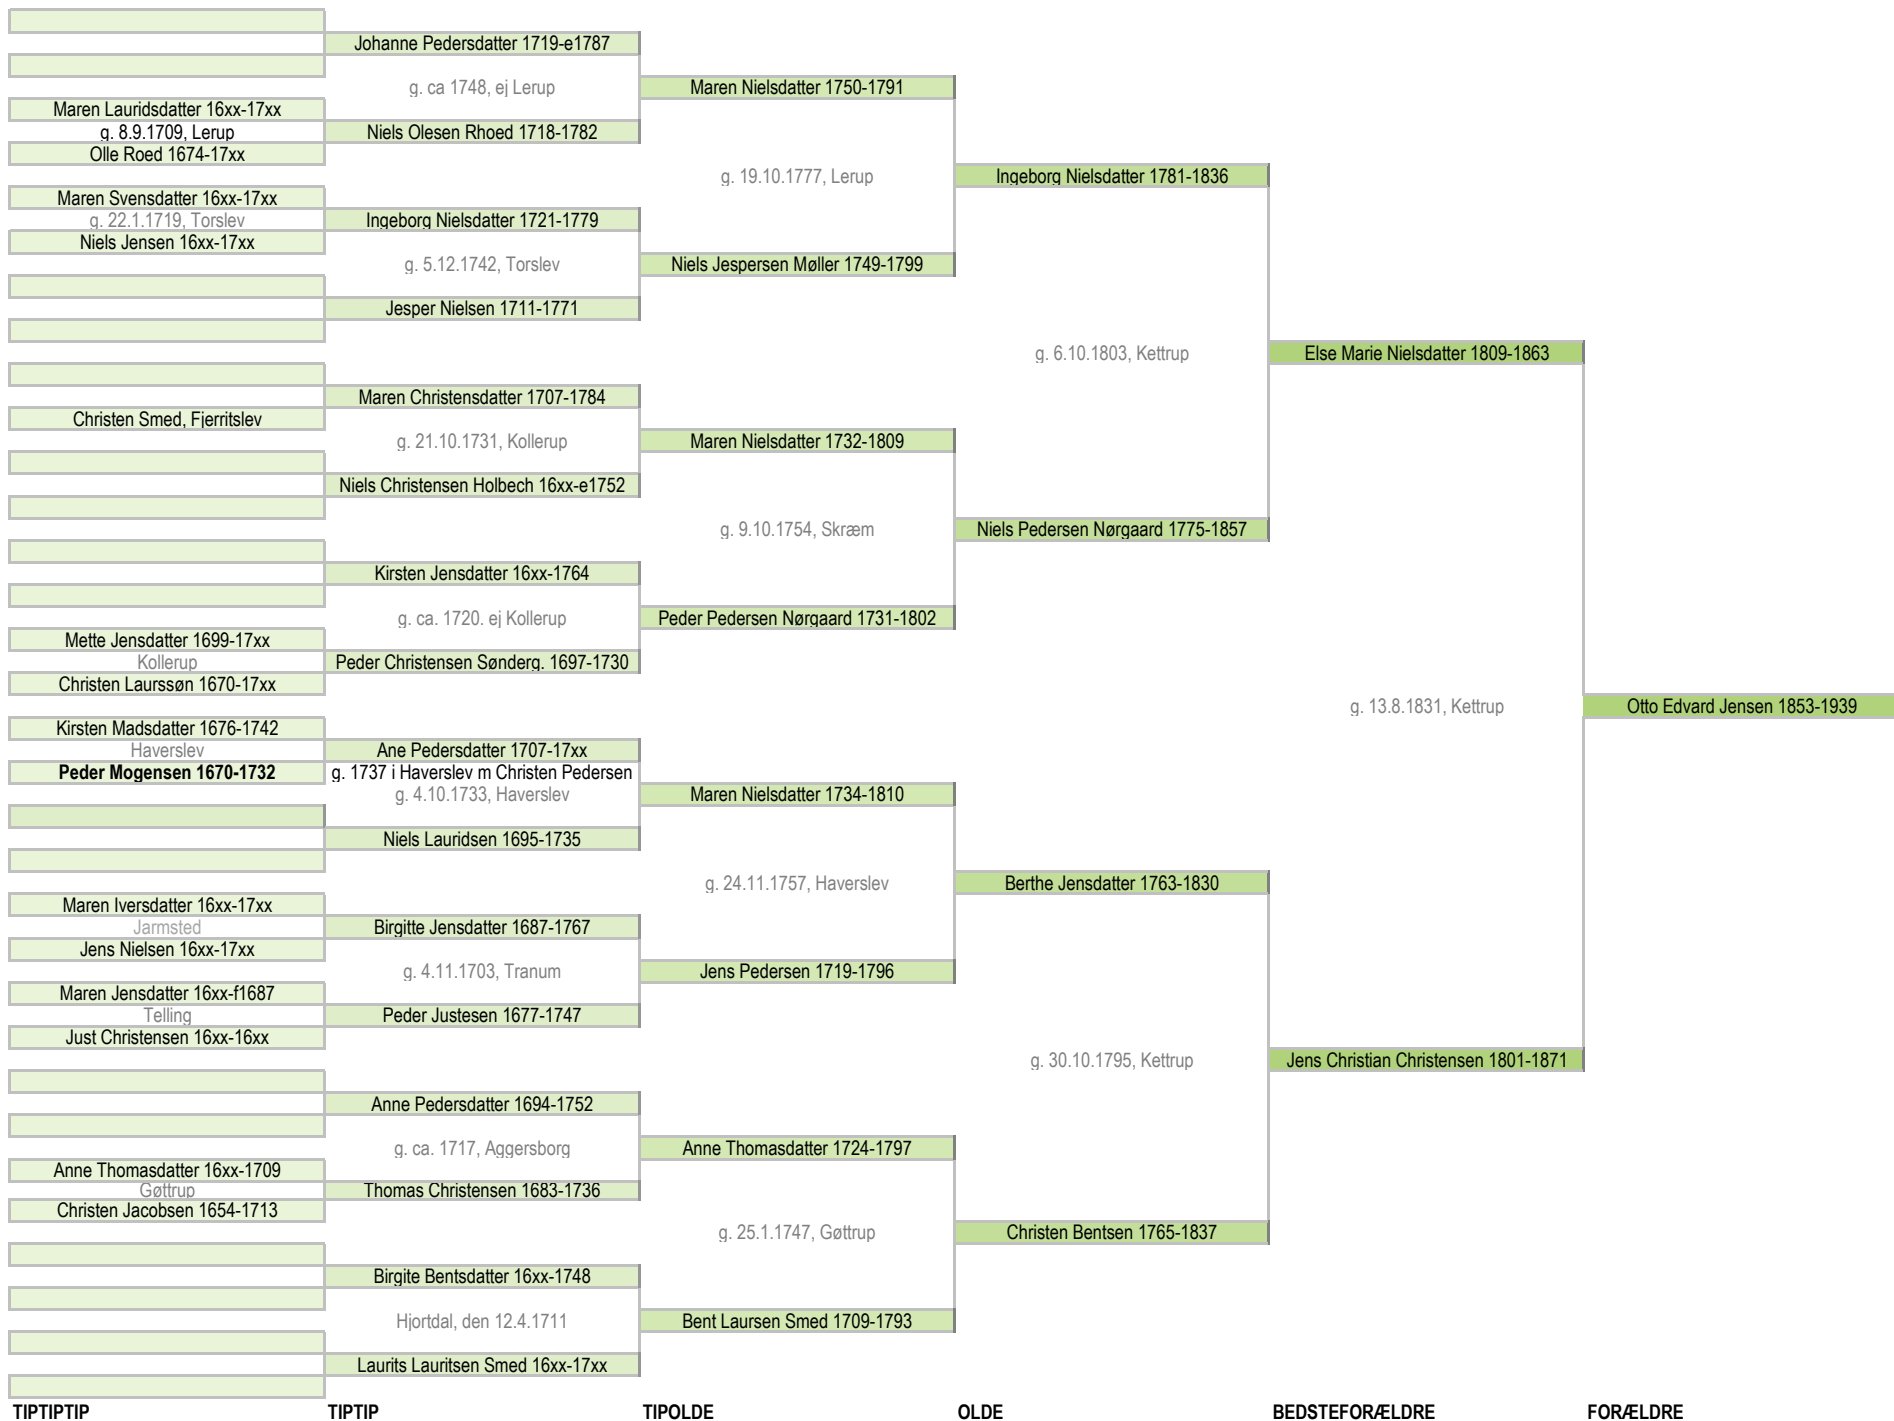 Johanne Pedersdatter 1719-e1787
g. ca 1748, ej Lerup
Maren Nielsdatter 1750-1791
Maren Lauridsdatter 16xx-17xx
g. 8.9.1709, Lerup
Niels Olesen Rhoed 1718-1782
Olle Roed 1674-17xx
g. 19.10.1777, Lerup
Ingeborg Nielsdatter 1781-1836
Maren Svensdatter 16xx-17xx
g. 22.1.1719, Torslev
Ingeborg Nielsdatter 1721-1779
Niels Jensen 16xx-17xx
g. 5.12.1742, Torslev
Niels Jespersen Møller 1749-1799
Jesper Nielsen 1711-1771
g. 6.10.1803, Kettrup
Else Marie Nielsdatter 1809-1863
Maren Christensdatter 1707-1784
Christen Smed, Fjerritslev
g. 21.10.1731, Kollerup
Maren Nielsdatter 1732-1809
Niels Christensen Holbech 16xx-e1752
g. 9.10.1754, Skræm
Niels Pedersen Nørgaard 1775-1857
Kirsten Jensdatter 16xx-1764
g. ca. 1720. ej Kollerup
Peder Pedersen Nørgaard 1731-1802
Mette Jensdatter 1699-17xx
Kollerup
Peder Christensen Sønderg. 1697-1730
Christen Laurssøn 1670-17xx
g. 13.8.1831, Kettrup
Otto Edvard Jensen 1853-1939
Kirsten Madsdatter 1676-1742
Haverslev
Ane Pedersdatter 1707-17xx
Peder Mogensen 1670-1732
g. 1737 i Haverslev m Christen Pedersen
g. 4.10.1733, Haverslev
Maren Nielsdatter 1734-1810
Niels Lauridsen 1695-1735
g. 24.11.1757, Haverslev
Berthe Jensdatter 1763-1830
Maren Iversdatter 16xx-17xx
Jarmsted
Birgitte Jensdatter 1687-1767
Jens Nielsen 16xx-17xx
g. 4.11.1703, Tranum
Jens Pedersen 1719-1796
Maren Jensdatter 16xx-f1687
Telling
Peder Justesen 1677-1747
Just Christensen 16xx-16xx
g. 30.10.1795, Kettrup
Jens Christian Christensen 1801-1871
Anne Pedersdatter 1694-1752
g. ca. 1717, Aggersborg
Anne Thomasdatter 1724-1797
Anne Thomasdatter 16xx-1709
Gøttrup
Thomas Christensen 1683-1736
Christen Jacobsen 1654-1713
g. 25.1.1747, Gøttrup
Christen Bentsen 1765-1837
Birgite Bentsdatter 16xx-1748
Hjortdal, den 12.4.1711
Bent Laursen Smed 1709-1793
Laurits Lauritsen Smed 16xx-17xx
TIPTIPTIP
TIPTIP
TIPOLDE
OLDE
BEDSTEFORÆLDRE
FORÆLDRE